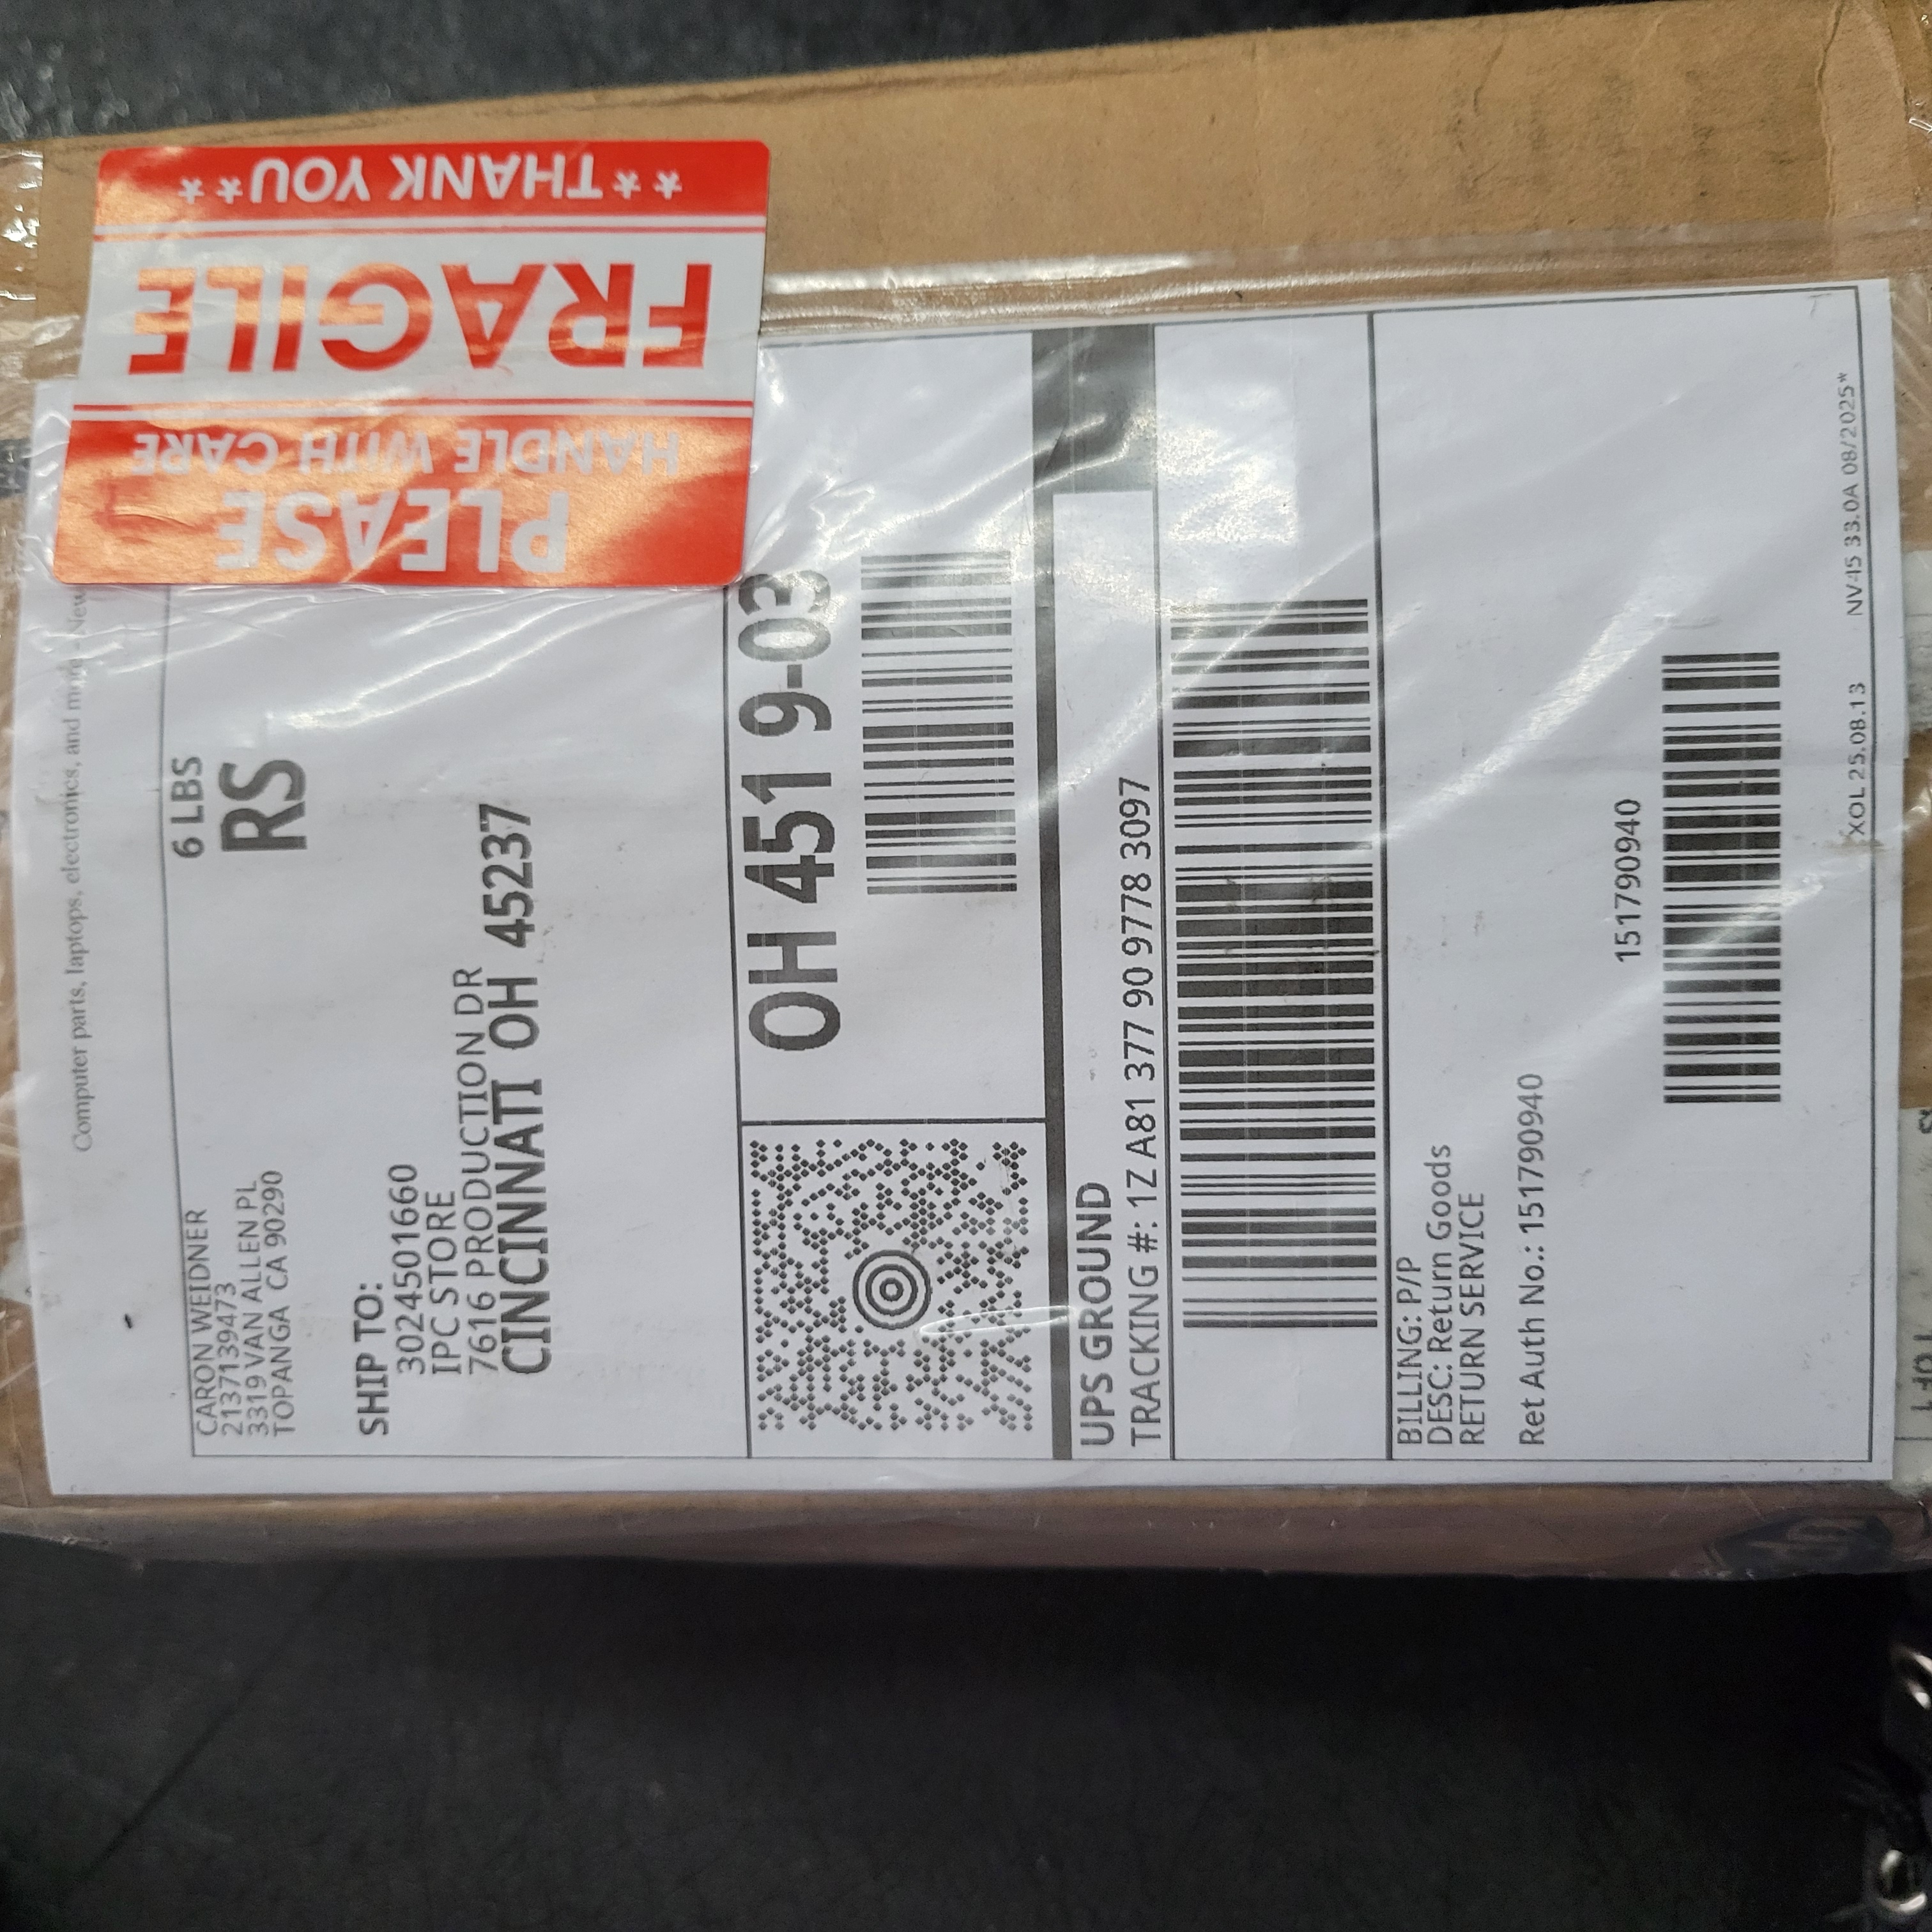 Computer parts, laptops, electronics, and more - New
CARON WEIDNER
2137139473
3319 VAN ALLEN PL
TOPANGA CA 90290
6 LBS
RS
SHIP TO:
3024501660
IPC STORE
7616 PRODUCTION DR
CINCINNATI OH 45237
PLEASE
HANDLE WITH CARE
FRAGILE
**THANK YOU**
OH 451 9-03
UPS GROUND
TRACKING #: 1Z A81 377 90 9778 3097
BILLING: P/P
DESC: Return Goods
RETURN SERVICE
Ret Auth No.: 151790940
151790940
XOL 25.08.13 NV45 33.0A 08/2025*